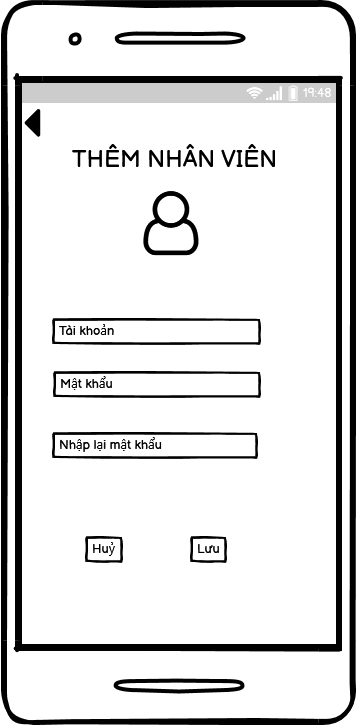 19:48
THÊM NHÂN VIÊN
Tài khoản
Mật khẩu
Nhập lại mật khẩu
Huỷ
Lưu